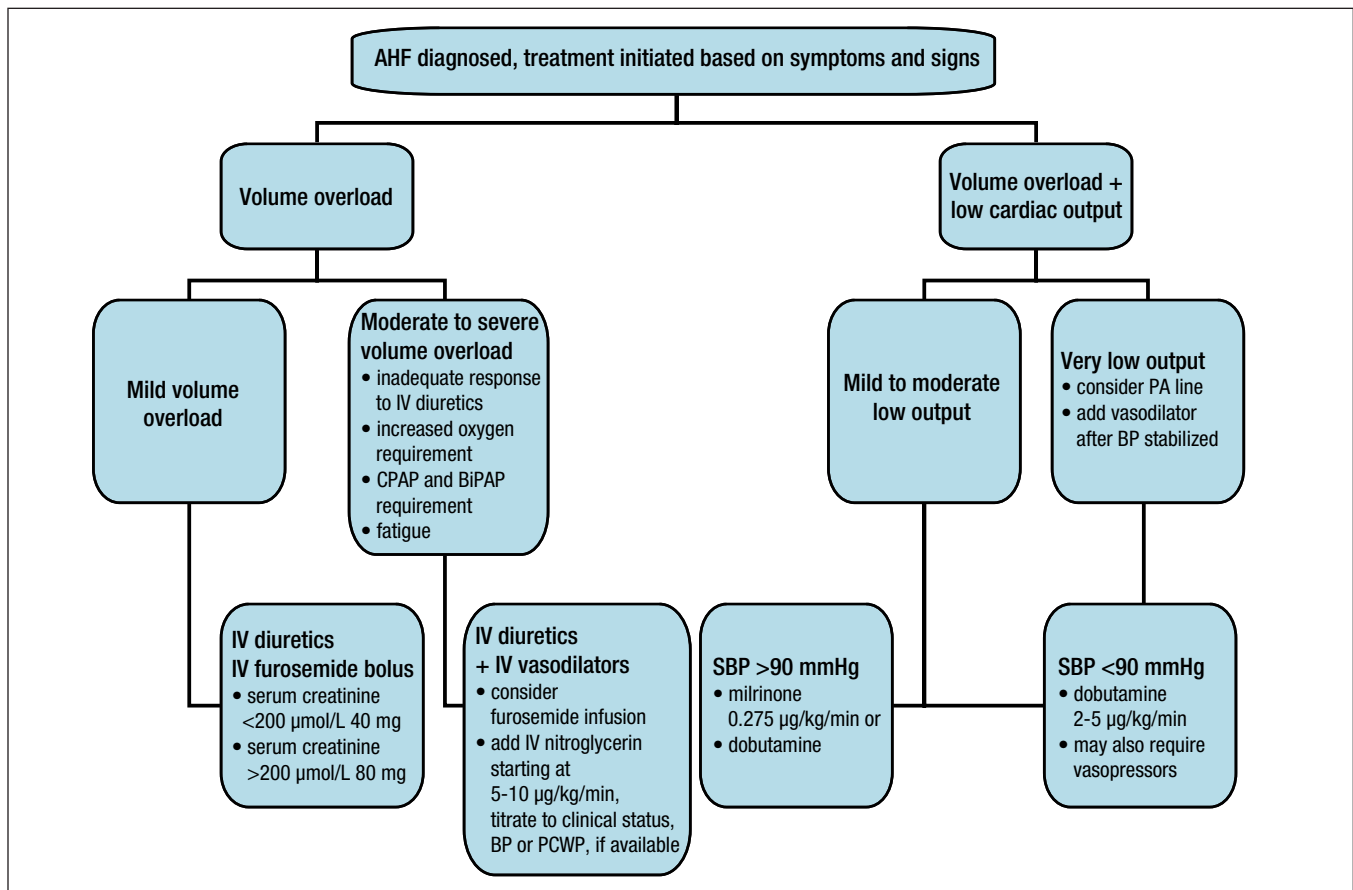 AHF diagnosed, treatment initiated based on symptoms and signs
Volume overload
Volume overload +
low cardiac output
Mild volume
overload
Moderate to severe
volume overload
• inadequate response
to IV diuretics
• increased oxygen
requirement
• CPAP and BiPAP
requirement
• fatigue
Mild to moderate
low output
Very low output
• consider PA line
• add vasodilator
after BP stabilized
IV diuretics
IV furosemide bolus
• serum creatinine
<200 µmol/L 40 mg
• serum creatinine
>200 µmol/L 80 mg
IV diuretics
+ IV vasodilators
• consider
furosemide infusion
• add IV nitroglycerin
starting at
5-10 µg/kg/min,
titrate to clinical status,
BP or PCWP, if available
SBP >90 mmHg
• milrinone
0.275 µg/kg/min or
• dobutamine
SBP <90 mmHg
• dobutamine
2-5 µg/kg/min
• may also require
vasopressors